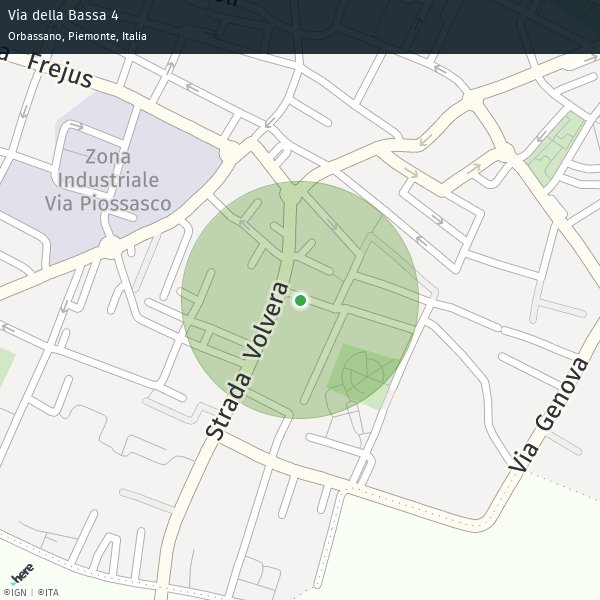 Via della Bassa 4
Orbassano, Piemonte, Italia
Frejus
Zona
Industriale
Via Piossasco
Strada Volvera
Via Genova
here
©IGN | ©ITA